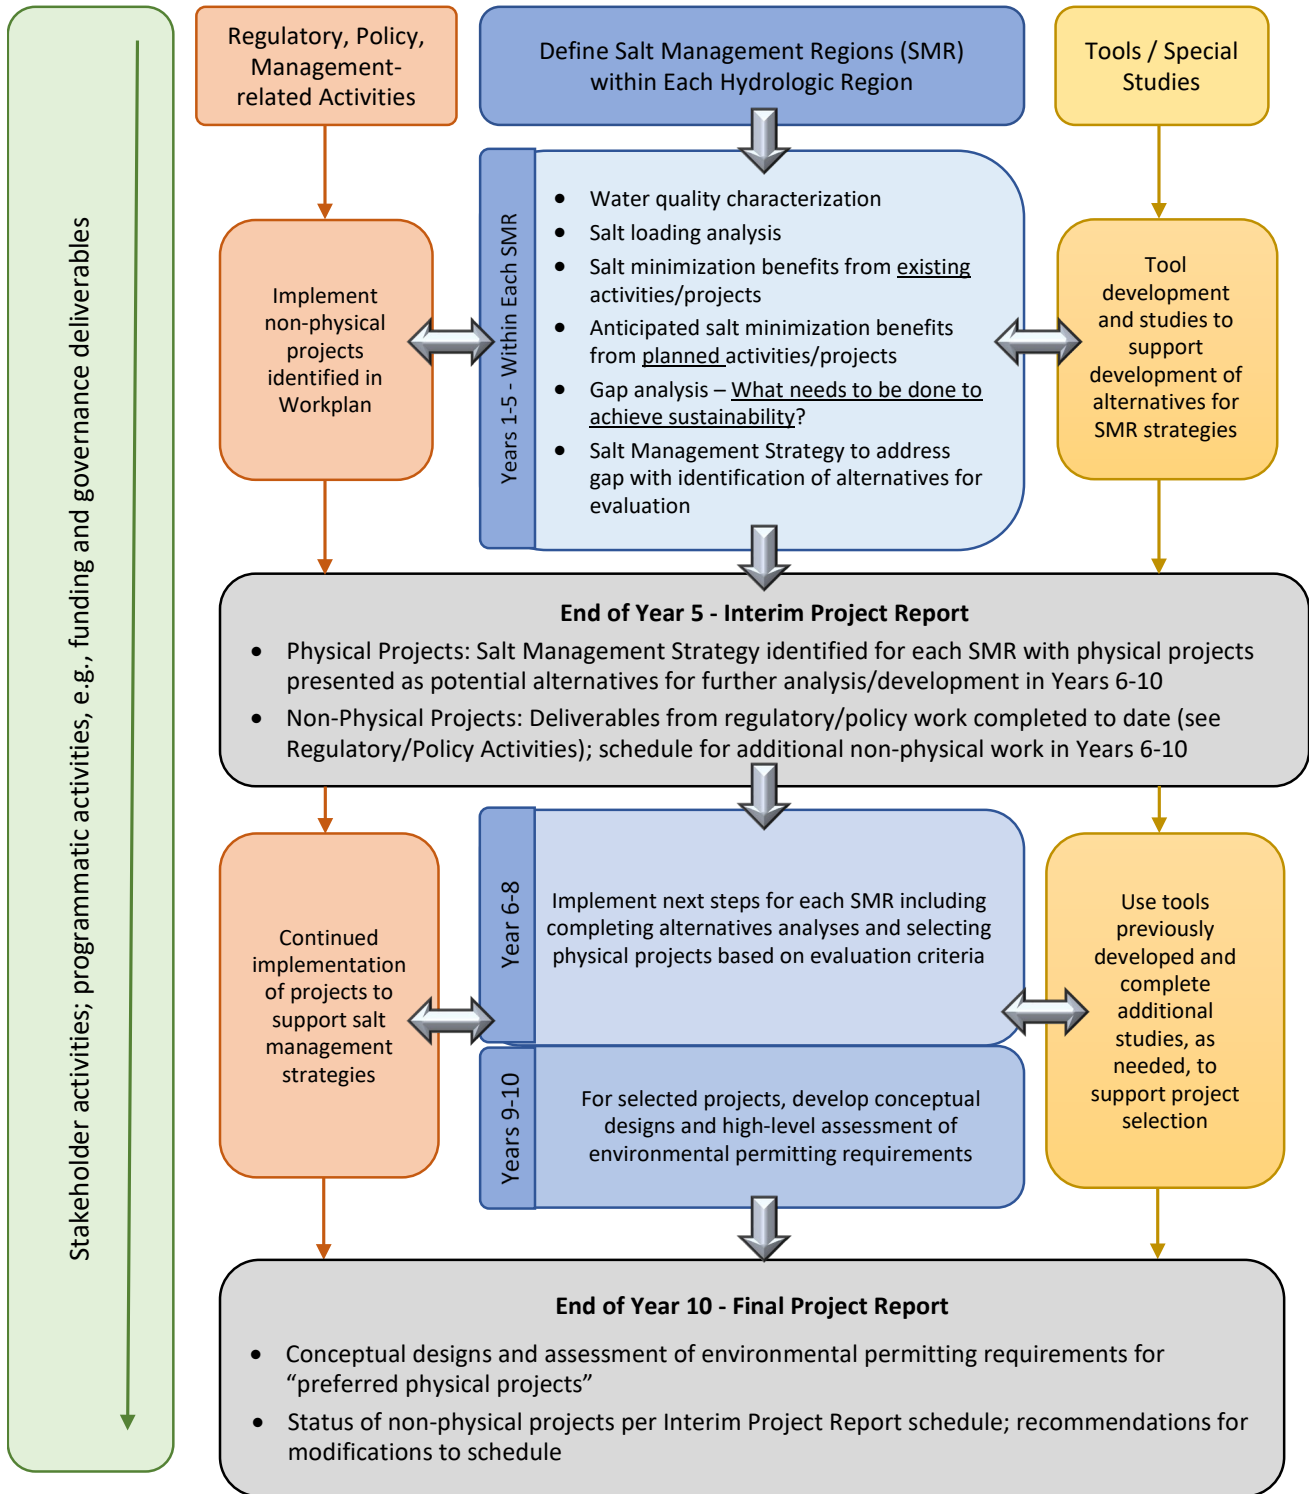 Stakeholder activities; programmatic activities, e.g., funding and governance deliverables
Regulatory, Policy,
Management-
related Activities
Define Salt Management Regions (SMR)
within Each Hydrologic Region
Tools / Special
Studies
Implement
non-physical
projects
identified in
Workplan
Years 1-5 - Within Each SMR
• Water quality characterization
• Salt loading analysis
• Salt minimization benefits from existing
activities/projects
• Anticipated salt minimization benefits
from planned activities/projects
• Gap analysis – What needs to be done to
achieve sustainability?
• Salt Management Strategy to address
gap with identification of alternatives for
evaluation
Tool
development
and studies to
support
development of
alternatives for
SMR strategies
End of Year 5 - Interim Project Report
• Physical Projects: Salt Management Strategy identified for each SMR with physical projects
presented as potential alternatives for further analysis/development in Years 6-10
• Non-Physical Projects: Deliverables from regulatory/policy work completed to date (see
Regulatory/Policy Activities); schedule for additional non-physical work in Years 6-10
Continued
implementation
of projects to
support salt
management
strategies
Year 6-8
Implement next steps for each SMR including
completing alternatives analyses and selecting
physical projects based on evaluation criteria
Years 9-10
For selected projects, develop conceptual
designs and high-level assessment of
environmental permitting requirements
Use tools
previously
developed and
complete
additional
studies, as
needed, to
support project
selection
End of Year 10 - Final Project Report
• Conceptual designs and assessment of environmental permitting requirements for
“preferred physical projects”
• Status of non-physical projects per Interim Project Report schedule; recommendations for
modifications to schedule